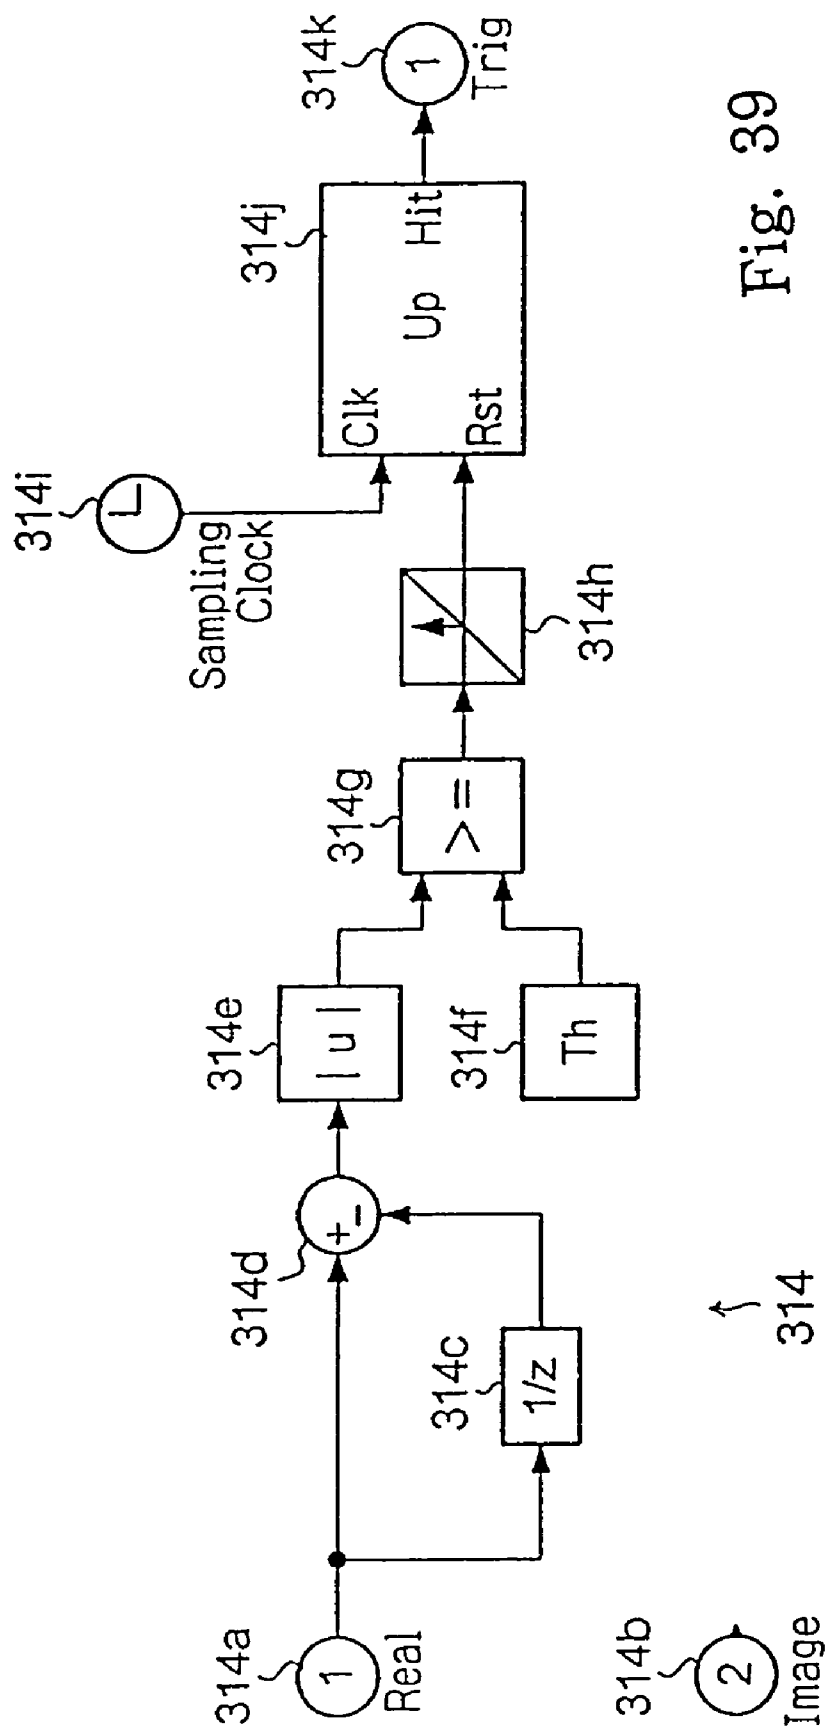 314a
1
Real
314b
2
Image
314c
1/z
314d
+
−
314e
|u|
314f
Th
314g
>=
314h
314i
Sampling
Clock
314j
Clk
Up
Hit
Rst
314k
1
Trig
314
Fig. 39